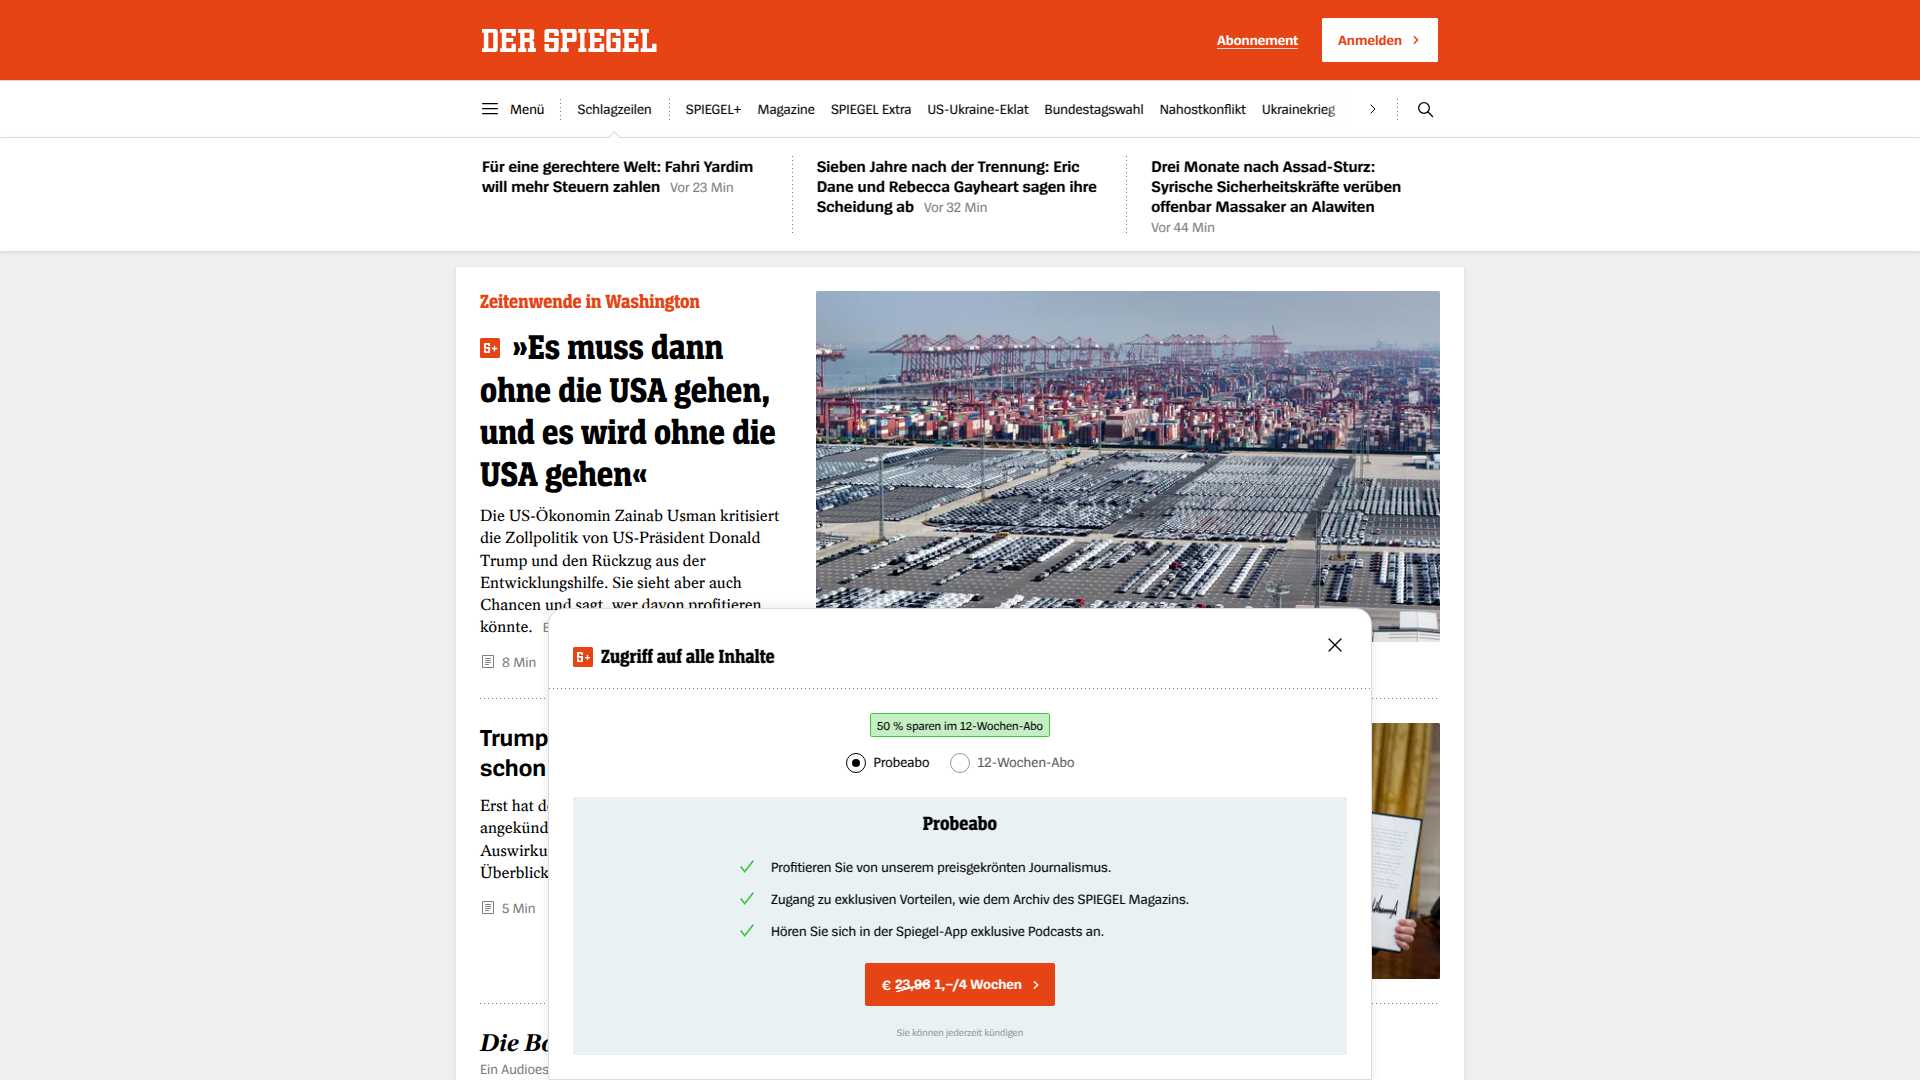 DER SPIEGEL
Abonnement
Anmelden
Menü
Schlagzeilen
SPIEGEL+
Magazine
SPIEGEL Extra
US-Ukraine-Eklat
Bundestagswahl
Nahostkonflikt
Ukrainekrieg
Für eine gerechtere Welt: Fahri Yardim
will mehr Steuern zahlen Vor 23 Min
Sieben Jahre nach der Trennung: Eric
Dane und Rebecca Gayheart sagen ihre
Scheidung ab Vor 32 Min
Drei Monate nach Assad-Sturz:
Syrische Sicherheitskräfte verüben
offenbar Massaker an Alawiten
Vor 44 Min
Zeitenwende in Washington
»Es muss dann
ohne die USA gehen,
und es wird ohne die
USA gehen«
Die US-Ökonomin Zainab Usman kritisiert
die Zollpolitik von US-Präsident Donald
Trump und den Rückzug aus der
Entwicklungshilfe. Sie sieht aber auch
Chancen und sagt, wer davon profitieren
könnte.
8 Min
Trump
schon
Erst hat
angekünd
Auswirku
Überblick
5 Min
Die
Ein Audioes
Zugriff auf alle Inhalte
50 % sparen im 12-Wochen-Abo
Probeabo
12-Wochen-Abo
Probeabo
Profitieren Sie von unserem preisgekrönten Journalismus.
Zugang zu exklusiven Vorteilen, wie dem Archiv des SPIEGEL Magazins.
Hören Sie sich in der Spiegel-App exklusive Podcasts an.
€ 23,96 1,–/4 Wochen
Sie können jederzeit kündigen